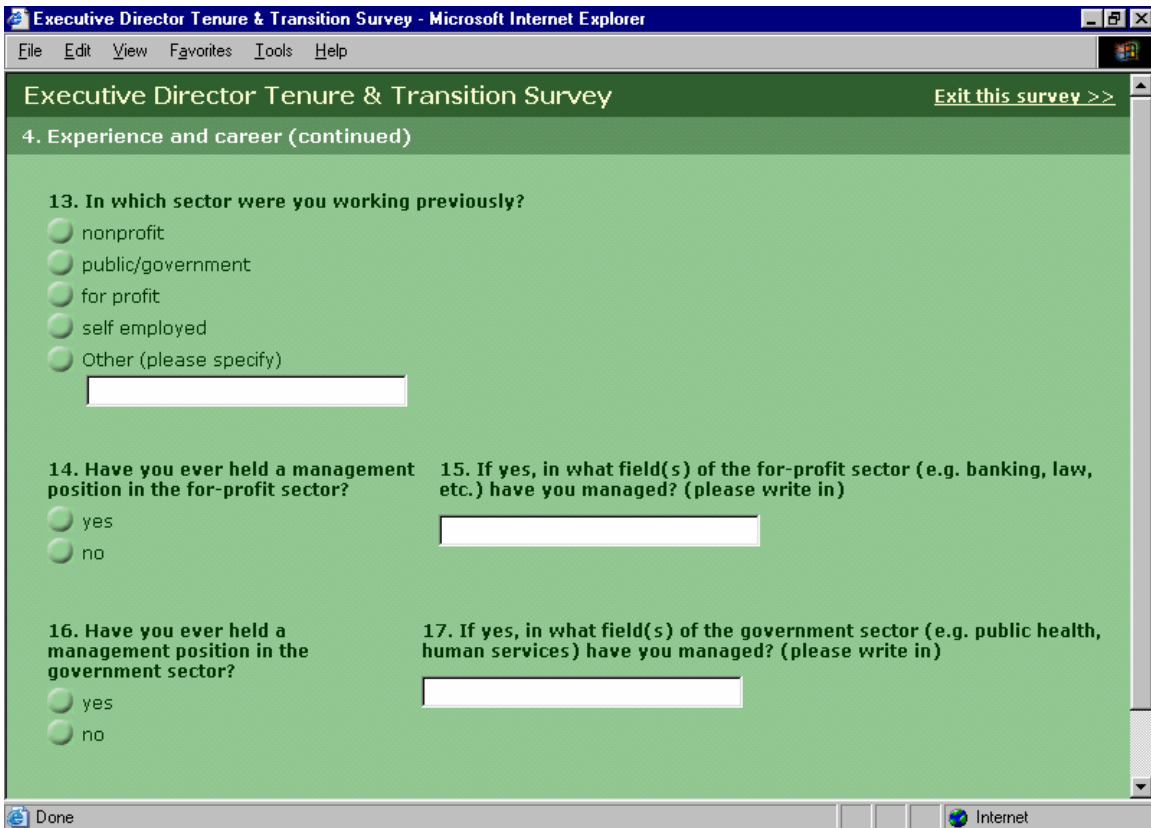 Executive Director Tenure & Transition Survey - Microsoft Internet Explorer
File Edit View Favorites Tools Help
Executive Director Tenure & Transition Survey
Exit this survey >>
4. Experience and career (continued)
13. In which sector were you working previously?
nonprofit
public/government
for profit
self employed
Other (please specify)
14. Have you ever held a management
position in the for-profit sector?
yes
no
15. If yes, in what field(s) of the for-profit sector (e.g. banking, law,
etc.) have you managed? (please write in)
16. Have you ever held a
management position in the
government sector?
yes
no
17. If yes, in what field(s) of the government sector (e.g. public health,
human services) have you managed? (please write in)
Done
Internet